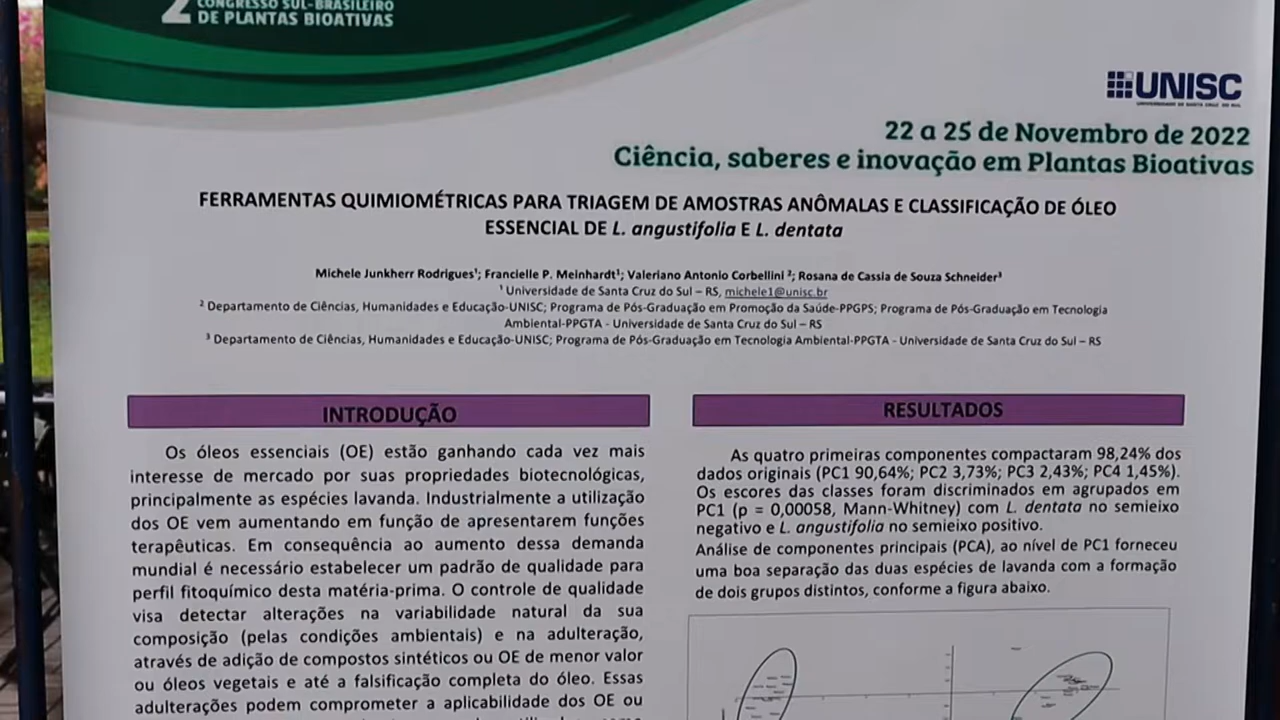 2
CONGRESSO SUL-BRASILEIRO
DE PLANTAS BIOATIVAS
UNISC
UNIVERSIDADE DE SANTA CRUZ DO SUL
22 a 25 de Novembro de 2022
Ciência, saberes e inovação em Plantas Bioativas
FERRAMENTAS QUIMIOMÉTRICAS PARA TRIAGEM DE AMOSTRAS ANÔMALAS E CLASSIFICAÇÃO DE ÓLEO
ESSENCIAL DE L. angustifolia E L. dentata
Michele Junkherr Rodrigues¹; Francielle P. Meinhardt¹; Valeriano Antonio Corbellini ²; Rosana de Cassia de Souza Schneider³
¹ Universidade de Santa Cruz do Sul – RS, michele1@unisc.br
² Departamento de Ciências, Humanidades e Educação-UNISC; Programa de Pós-Graduação em Promoção da Saúde-PPGPS; Programa de Pós-Graduação em Tecnologia
Ambiental-PPGTA - Universidade de Santa Cruz do Sul – RS
³ Departamento de Ciências, Humanidades e Educação-UNISC; Programa de Pós-Graduação em Tecnologia Ambiental-PPGTA - Universidade de Santa Cruz do Sul – RS
INTRODUÇÃO
Os óleos essenciais (OE) estão ganhando cada vez mais
interesse de mercado por suas propriedades biotecnológicas,
principalmente as espécies lavanda. Industrialmente a utilização
dos OE vem aumentando em função de apresentarem funções
terapêuticas. Em consequência ao aumento dessa demanda
mundial é necessário estabelecer um padrão de qualidade para
perfil fitoquímico desta matéria-prima. O controle de qualidade
visa detectar alterações na variabilidade natural da sua
composição (pelas condições ambientais) e na adulteração,
através de adição de compostos sintéticos ou OE de menor valor
ou óleos vegetais e até a falsificação completa do óleo. Essas
adulterações podem comprometer a aplicabilidade dos OE ou
RESULTADOS
As quatro primeiras componentes compactaram 98,24% dos
dados originais (PC1 90,64%; PC2 3,73%; PC3 2,43%; PC4 1,45%).
Os escores das classes foram discriminados em agrupados em
PC1 (p = 0,00058, Mann-Whitney) com L. dentata no semieixo
negativo e L. angustifolia no semieixo positivo.
Análise de componentes principais (PCA), ao nível de PC1 forneceu
uma boa separação das duas espécies de lavanda com a formação
de dois grupos distintos, conforme a figura abaixo.